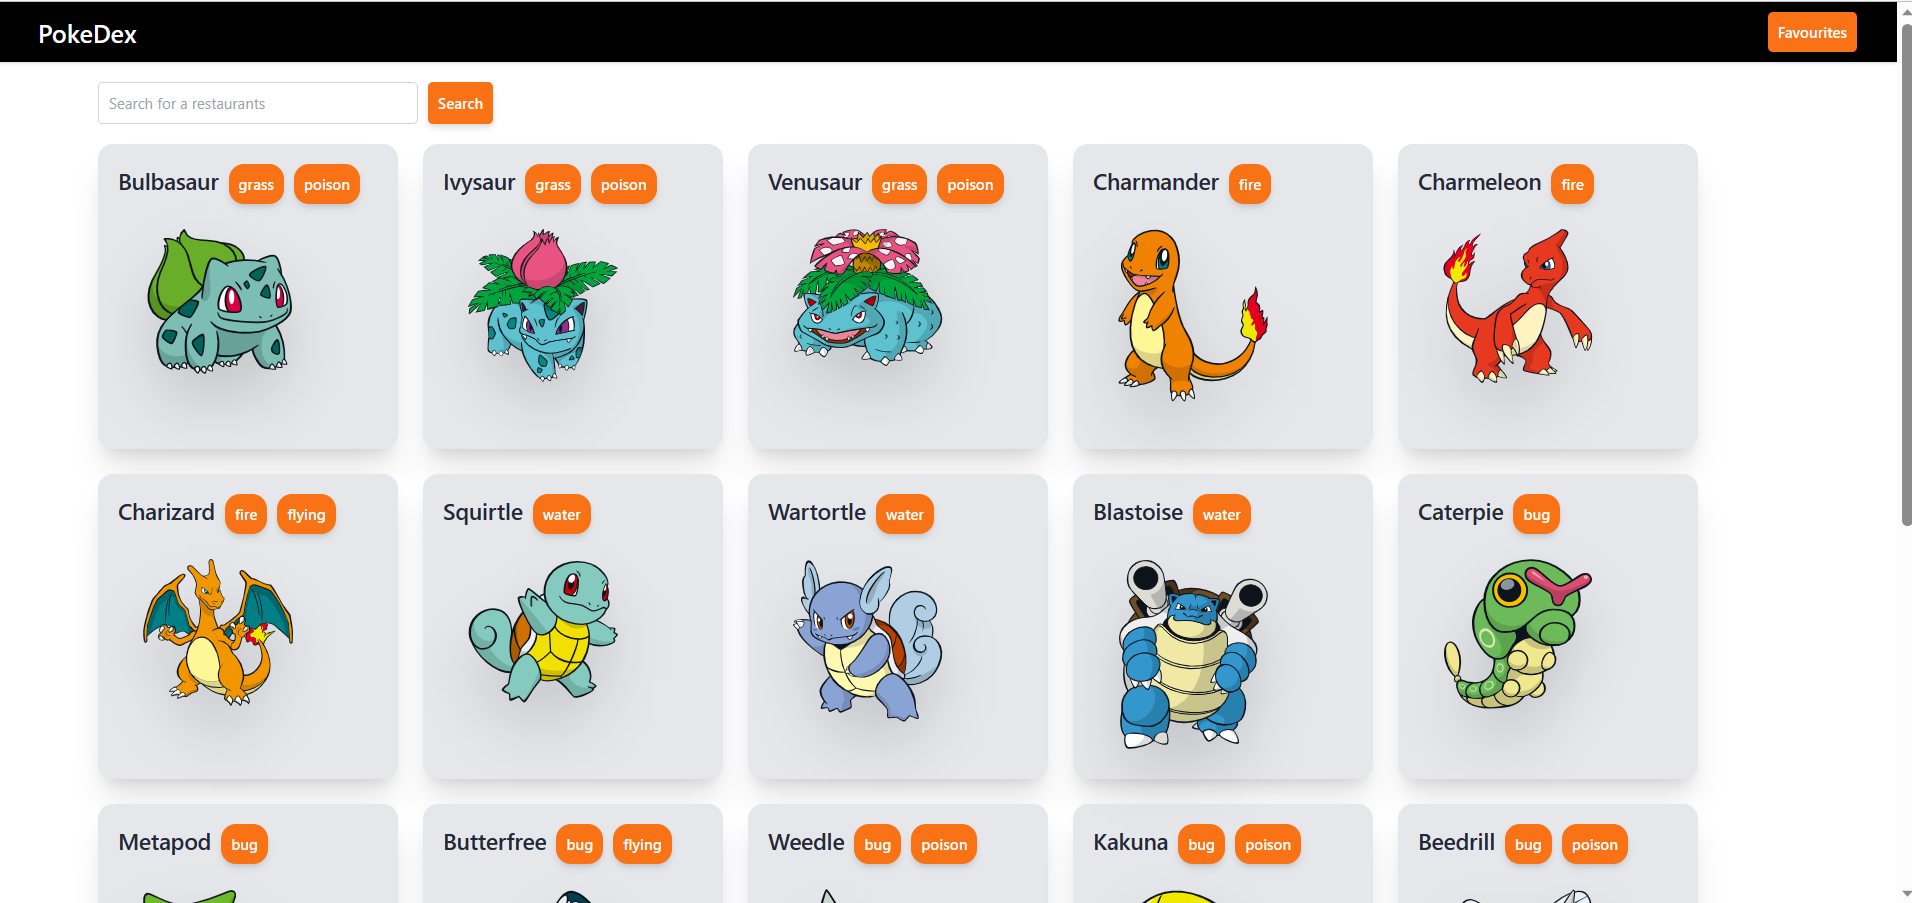 PokeDex Favourites
Search for a restaurants Search
Bulbasaur grass poison
Ivysaur grass poison
Venusaur grass poison
Charmander fire
Charmeleon fire
Charizard fire flying
Squirtle water
Wartortle water
Blastoise water
Caterpie bug
Metapod bug
Butterfree bug flying
Weedle bug poison
Kakuna bug poison
Beedrill bug poison